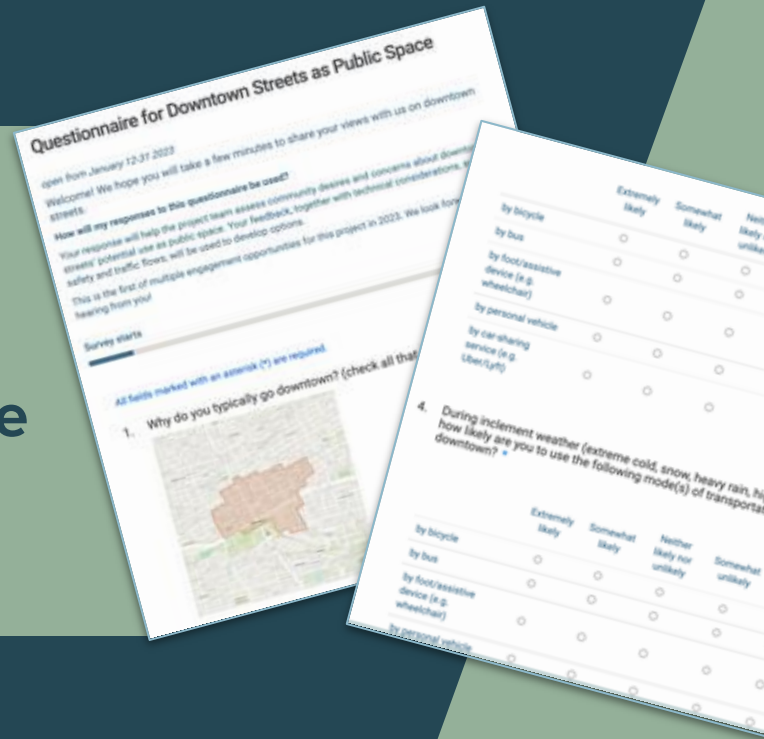 e
Questionnaire for Downtown Streets as Public Space
open from January 12-31 2023
Welcome! We hope you will take a few minutes to share your views with us on downtown
streets.
How will my responses to this questionnaire be used?
Your response will help the project team assess community desires and concerns about
streets' potential use as public space. Your feedback, together with technical considerations,
safety and traffic flows, will be used to develop options.
This is the first of multiple engagement opportunities for this project in 2023. We look
hearing from you!
Survey starts
All fields marked with an asterisk (*) are required.
1. Why do you typically go downtown? (check all that
Extremely
likely
Somewhat
likely
by bicycle
by bus
by foot/assistive
device (e.g.
wheelchair)
by personal vehicle
by car-sharing
service (e.g.
Uber/Lyft)
4. During inclement weather (extreme cold, snow, heavy rain,
how likely are you to use the following mode(s) of
downtown? *
Extremely
likely
Somewhat
likely
Neither
likely nor
unlikely
Somewhat
unlikely
by bicycle
by bus
by foot/assistive
device (e.g.
wheelchair)
by personal vehicle